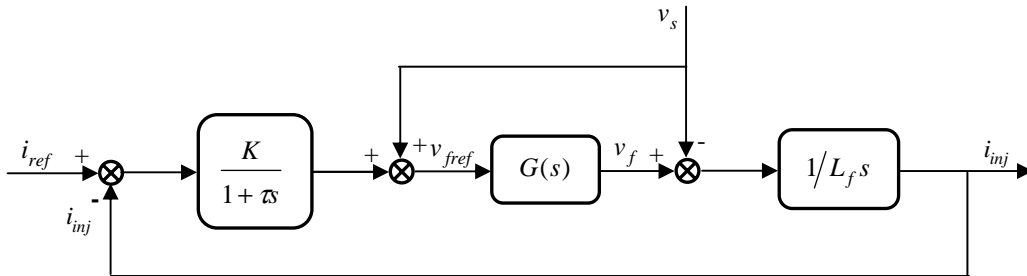 v_s
i_ref + K / 1 + τs + + v_fref G(s) v_f + - 1/L_f s i_inj
- i_inj